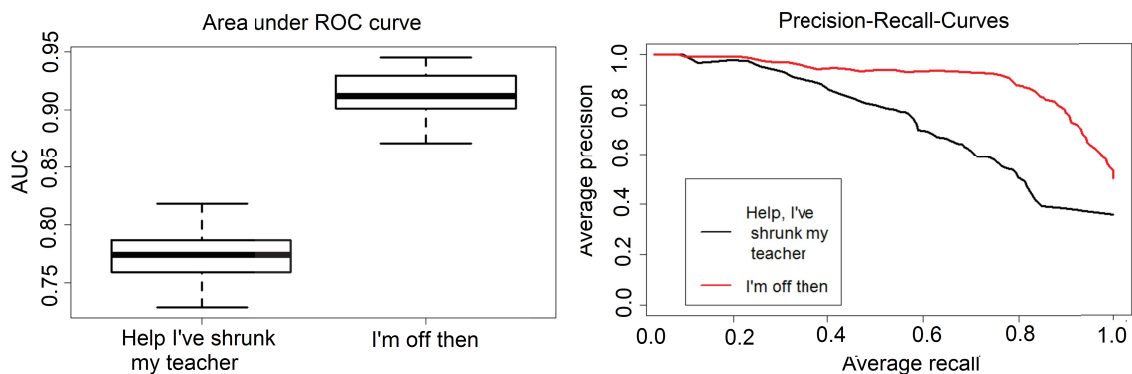 Area under ROC curve
AUC
0.95
0.90
0.85
0.80
0.75
Help I've shrunk
my teacher
I'm off then
Precision-Recall-Curves
Average precision
1.0
0.8
0.6
0.4
0.2
0.0
Help, I've
shrunk my
teacher
I'm off then
0.0
0.2
0.4
0.6
0.8
1.0
Average recall